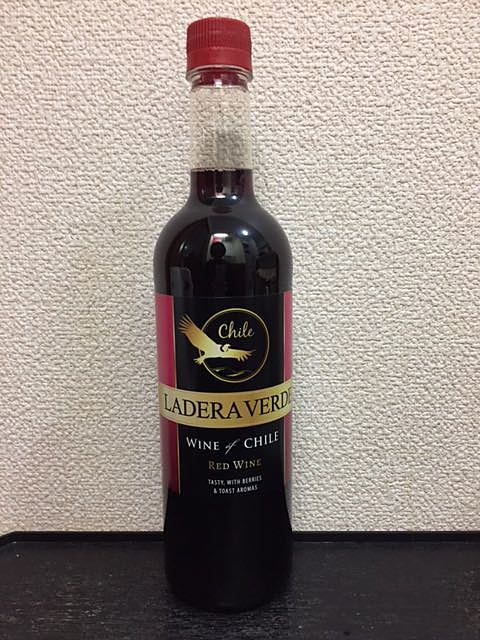 Chile
LADERA VERDE
WINE of CHILE
RED WINE
TASTY, WITH BERRIES
& TOAST AROMAS